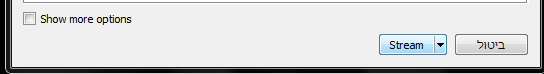 Show more options
Stream ביטול